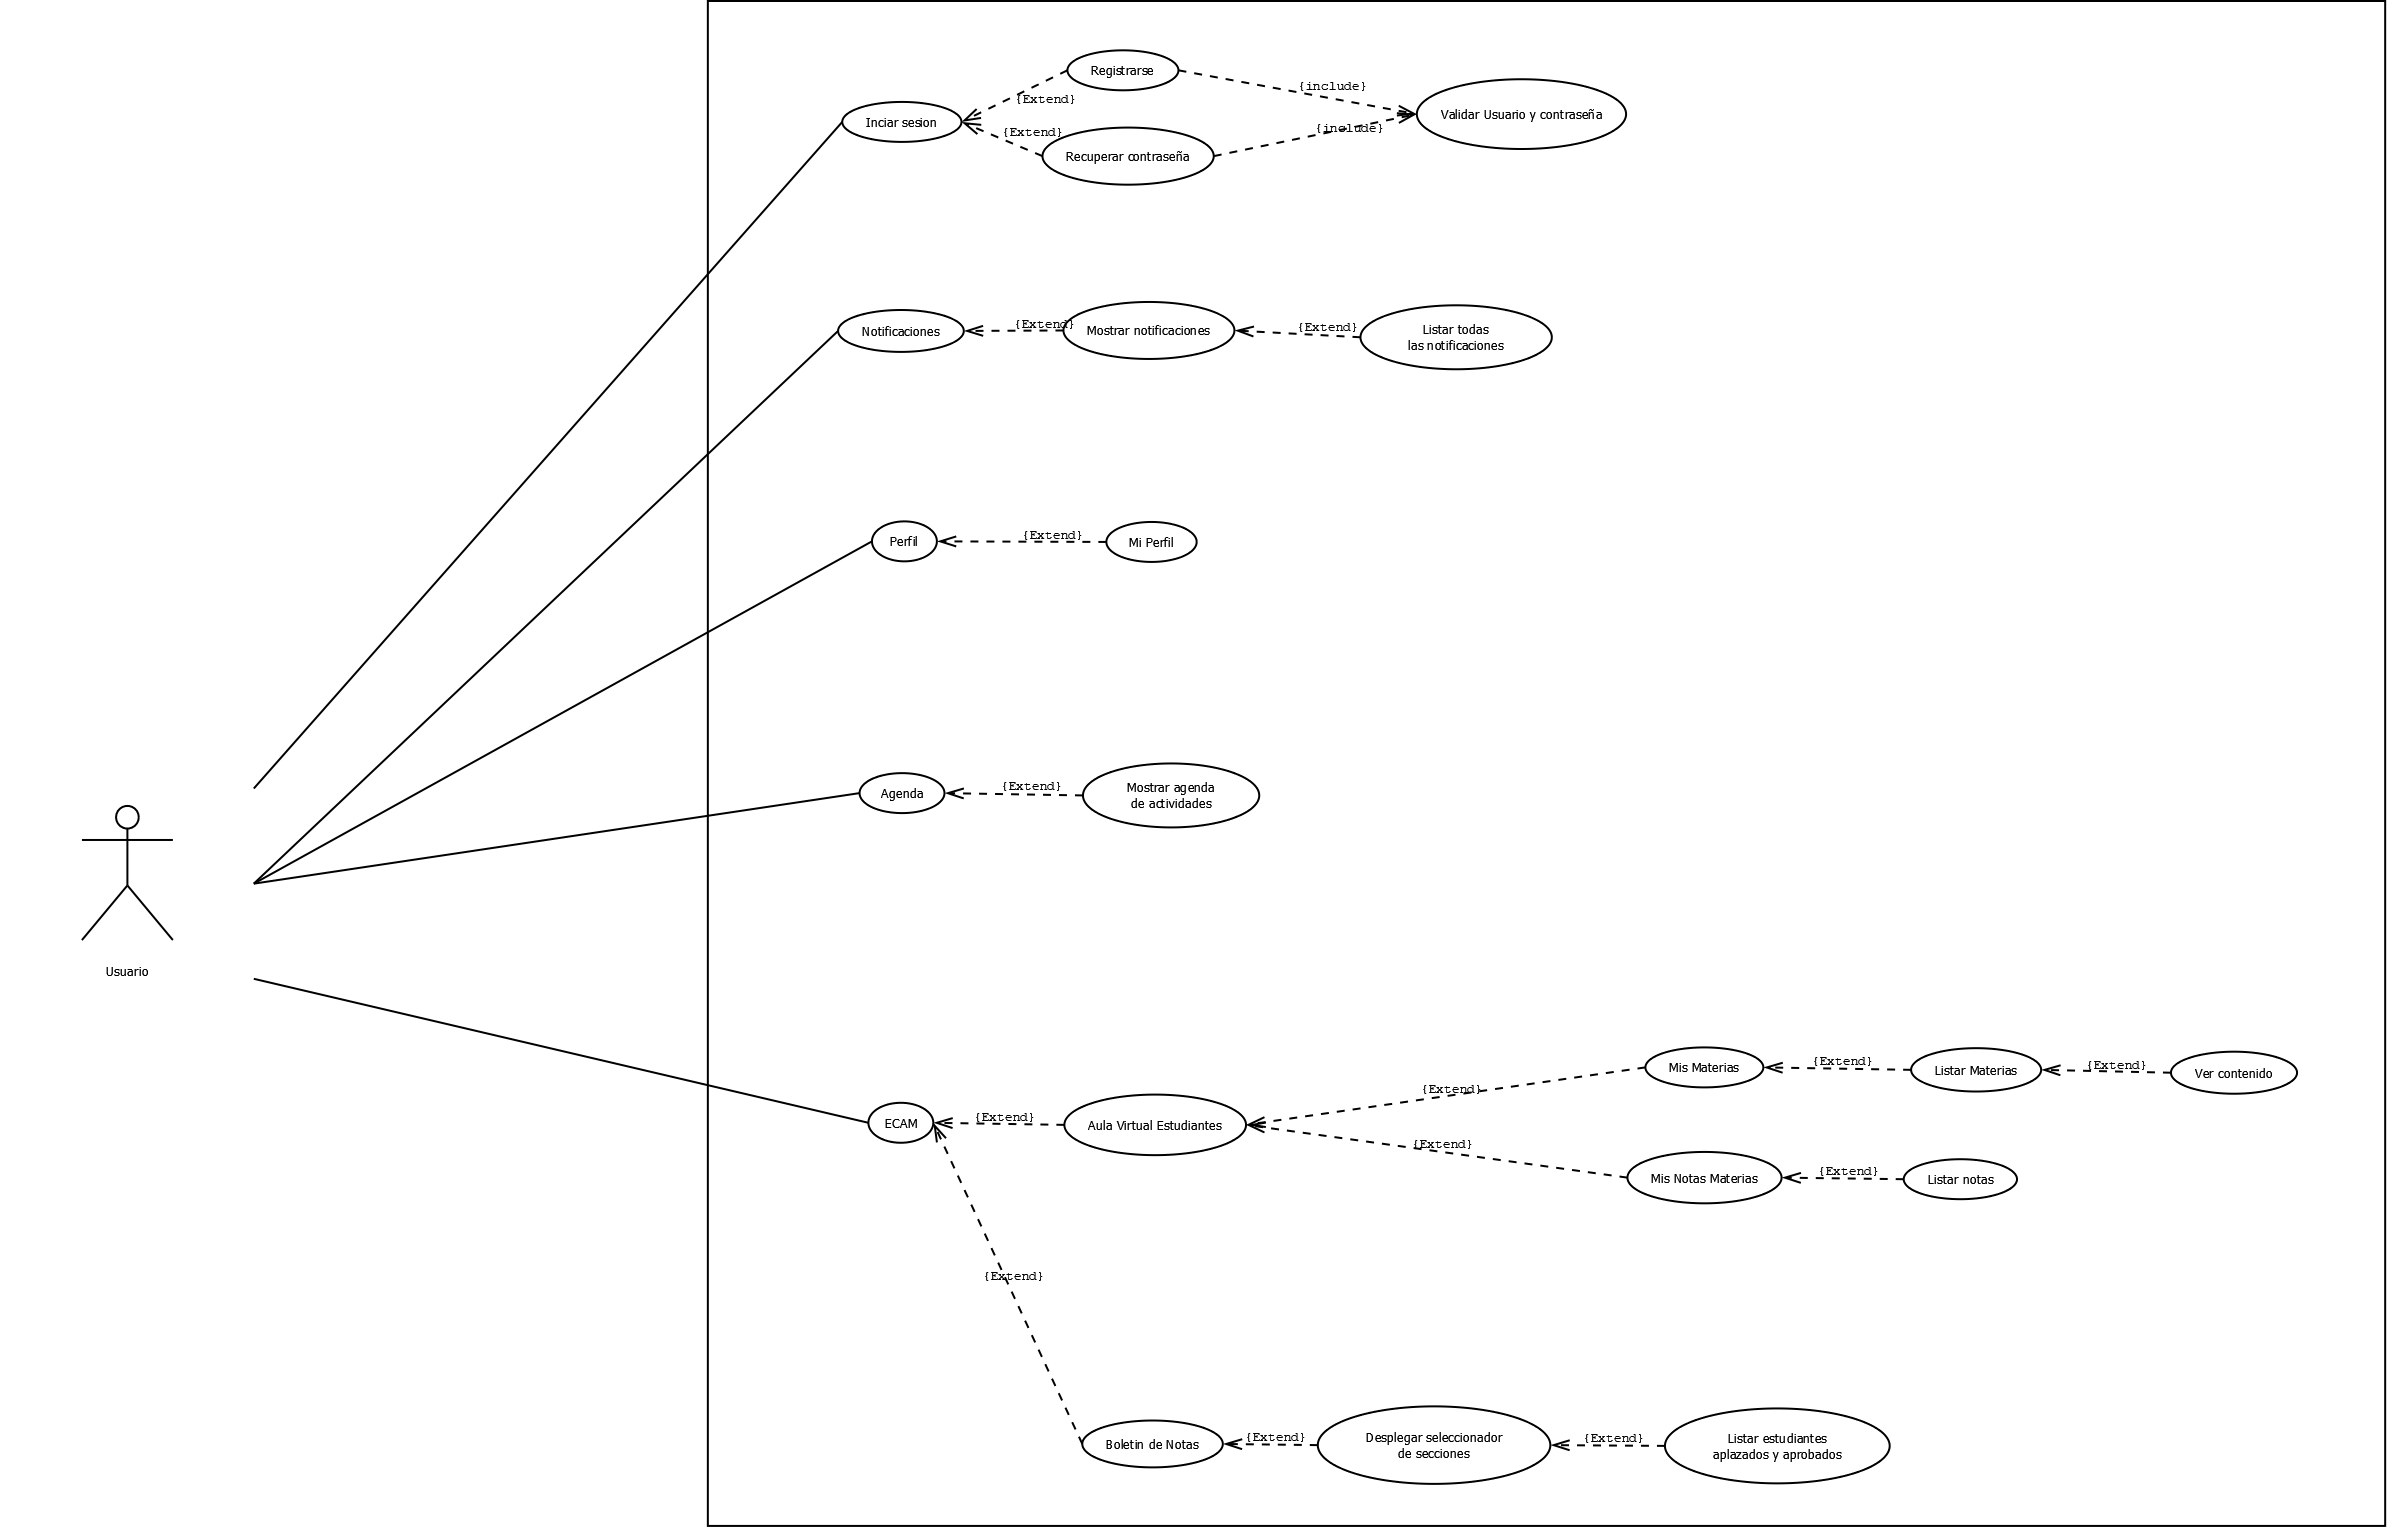 Registrarse
{include}
{Extend}
Validar Usuario y contraseña
Inciar sesion
{Extend}
{include}
Recuperar contraseña
Notificaciones
{Extend}
Mostrar notificaciones
{Extend}
Listar todas
las notificaciones
Perfil
{Extend}
Mi Perfil
Agenda
{Extend}
Mostrar agenda
de actividades
Usuario
Mis Materias
{Extend}
Listar Materias
{Extend}
Ver contenido
{Extend}
ECAM
{Extend}
Aula Virtual Estudiantes
{Extend}
Mis Notas Materias
{Extend}
Listar notas
{Extend}
Boletin de Notas
{Extend}
Desplegar seleccionador
de secciones
{Extend}
Listar estudiantes
aplazados y aprobados